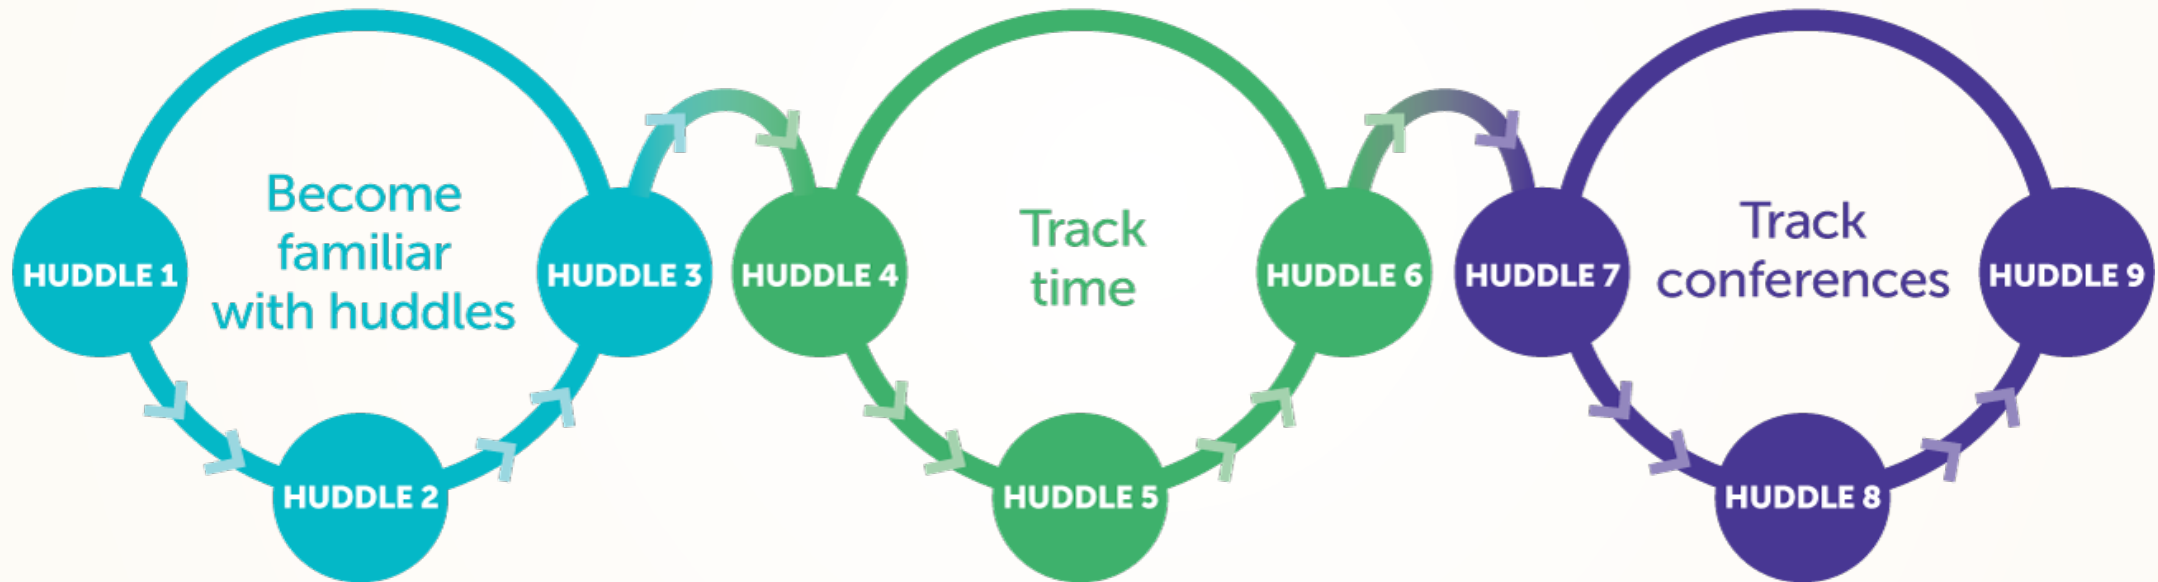 Become
familiar
with huddles
HUDDLE 1
HUDDLE 2
HUDDLE 3
Track
time
HUDDLE 4
HUDDLE 5
HUDDLE 6
Track
conferences
HUDDLE 7
HUDDLE 8
HUDDLE 9